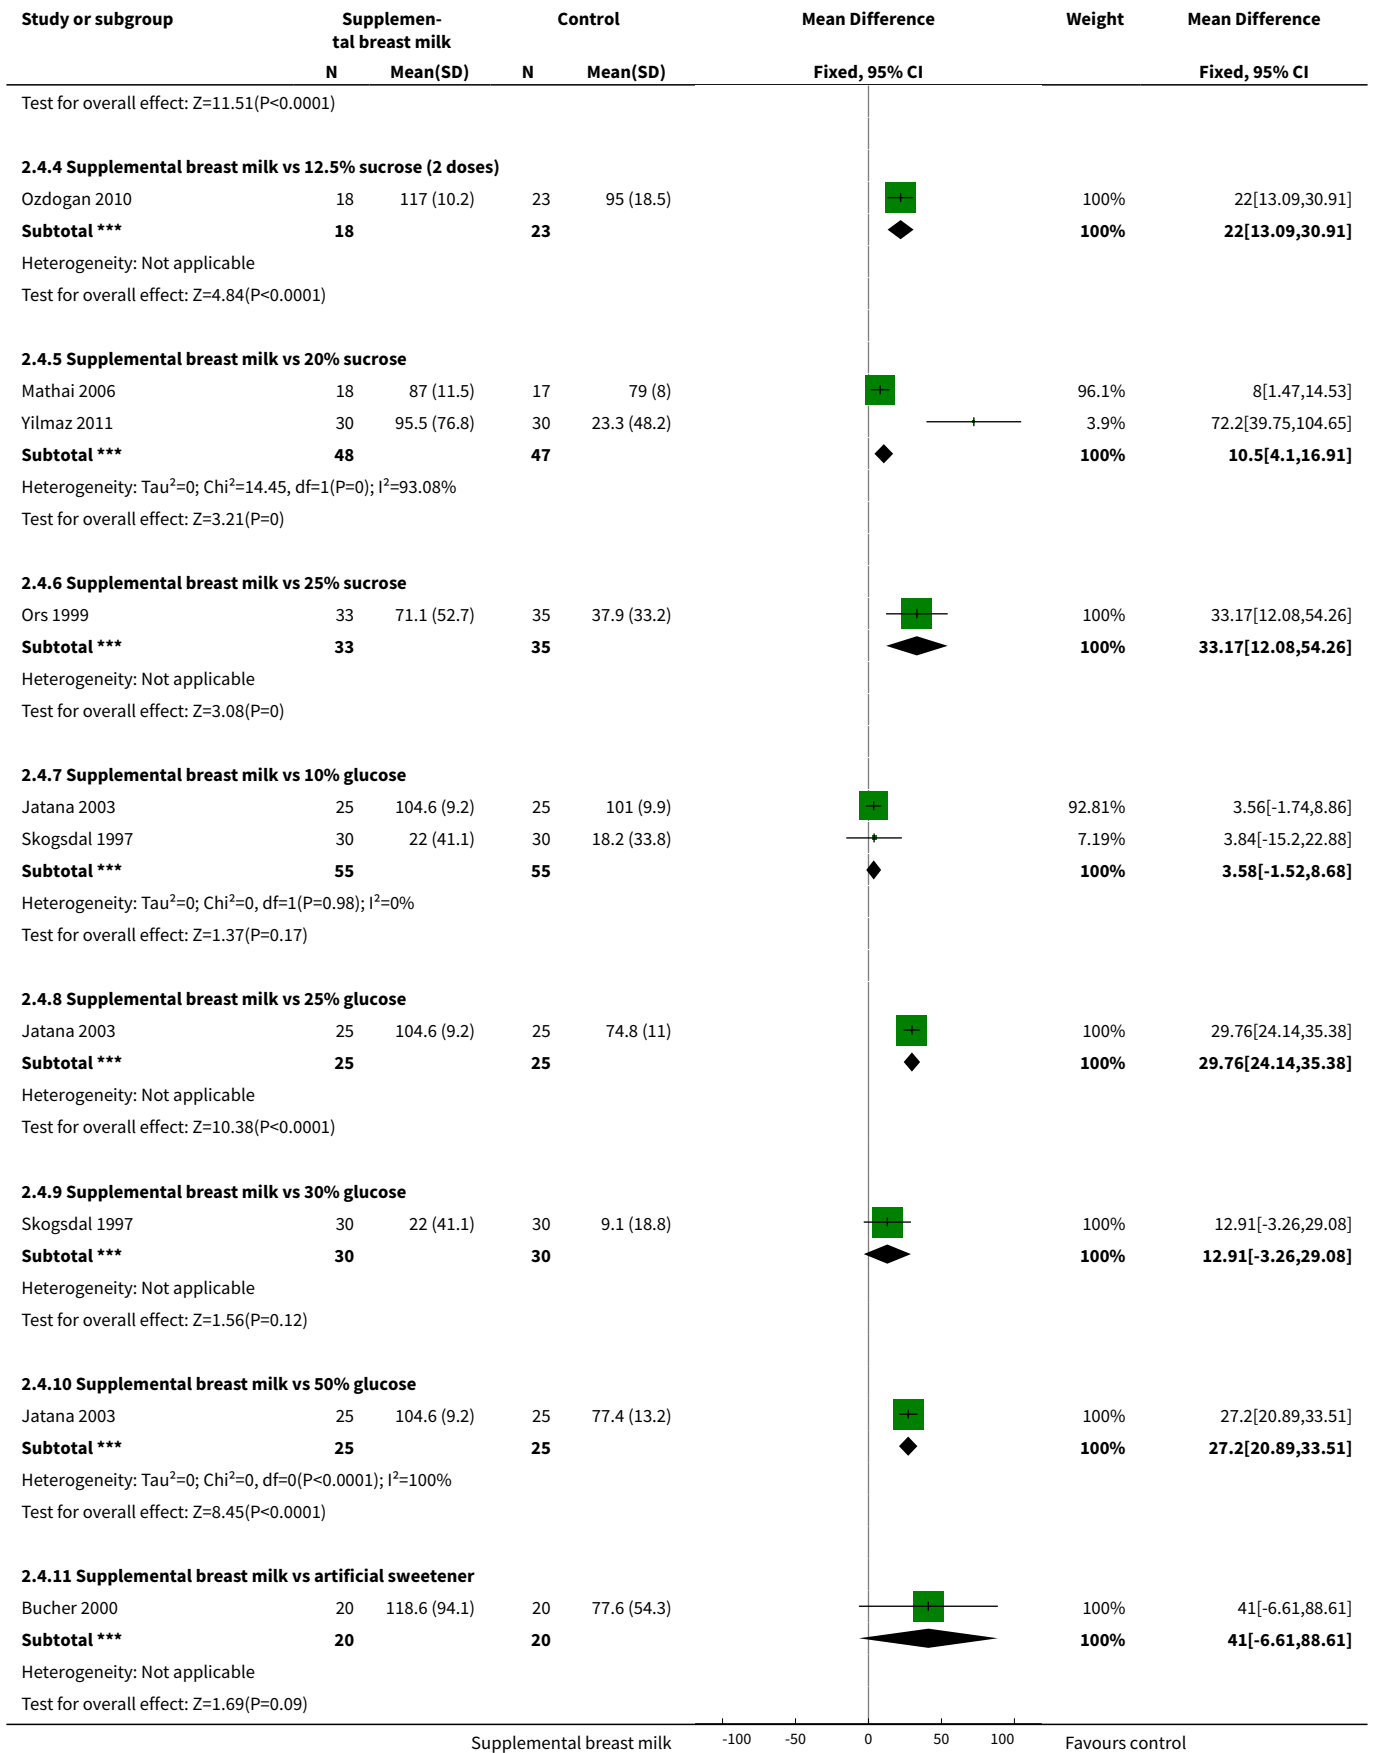 Study or subgroup Supplemen- Control Mean Difference Weight Mean Difference
tal breast milk
N Mean(SD) N Mean(SD) Fixed, 95% CI Fixed, 95% CI
Test for overall effect: Z=11.51(P<0.0001)
2.4.4 Supplemental breast milk vs 12.5% sucrose (2 doses)
Ozdogan 2010 18 117 (10.2) 23 95 (18.5) 100% 22[13.09,30.91]
Subtotal *** 18 23 100% 22[13.09,30.91]
Heterogeneity: Not applicable
Test for overall effect: Z=4.84(P<0.0001)
2.4.5 Supplemental breast milk vs 20% sucrose
Mathai 2006 18 87 (11.5) 17 79 (8) 96.1% 8[1.47,14.53]
Yilmaz 2011 30 95.5 (76.8) 30 23.3 (48.2) 3.9% 72.2[39.75,104.65]
Subtotal *** 48 47 100% 10.5[4.1,16.91]
Heterogeneity: Tau²=0; Chi²=14.45, df=1(P=0); I²=93.08%
Test for overall effect: Z=3.21(P=0)
2.4.6 Supplemental breast milk vs 25% sucrose
Ors 1999 33 71.1 (52.7) 35 37.9 (33.2) 100% 33.17[12.08,54.26]
Subtotal *** 33 35 100% 33.17[12.08,54.26]
Heterogeneity: Not applicable
Test for overall effect: Z=3.08(P=0)
2.4.7 Supplemental breast milk vs 10% glucose
Jatana 2003 25 104.6 (9.2) 25 101 (9.9) 92.81% 3.56[-1.74,8.86]
Skogsdal 1997 30 22 (41.1) 30 18.2 (33.8) 7.19% 3.84[-15.2,22.88]
Subtotal *** 55 55 100% 3.58[-1.52,8.68]
Heterogeneity: Tau²=0; Chi²=0, df=1(P=0.98); I²=0%
Test for overall effect: Z=1.37(P=0.17)
2.4.8 Supplemental breast milk vs 25% glucose
Jatana 2003 25 104.6 (9.2) 25 74.8 (11) 100% 29.76[24.14,35.38]
Subtotal *** 25 25 100% 29.76[24.14,35.38]
Heterogeneity: Not applicable
Test for overall effect: Z=10.38(P<0.0001)
2.4.9 Supplemental breast milk vs 30% glucose
Skogsdal 1997 30 22 (41.1) 30 9.1 (18.8) 100% 12.91[-3.26,29.08]
Subtotal *** 30 30 100% 12.91[-3.26,29.08]
Heterogeneity: Not applicable
Test for overall effect: Z=1.56(P=0.12)
2.4.10 Supplemental breast milk vs 50% glucose
Jatana 2003 25 104.6 (9.2) 25 77.4 (13.2) 100% 27.2[20.89,33.51]
Subtotal *** 25 25 100% 27.2[20.89,33.51]
Heterogeneity: Tau²=0; Chi²=0, df=0(P<0.0001); I²=100%
Test for overall effect: Z=8.45(P<0.0001)
2.4.11 Supplemental breast milk vs artificial sweetener
Bucher 2000 20 118.6 (94.1) 20 77.6 (54.3) 100% 41[-6.61,88.61]
Subtotal *** 20 20 100% 41[-6.61,88.61]
Heterogeneity: Not applicable
Test for overall effect: Z=1.69(P=0.09)
Supplemental breast milk -100 -50 0 50 100 Favours control